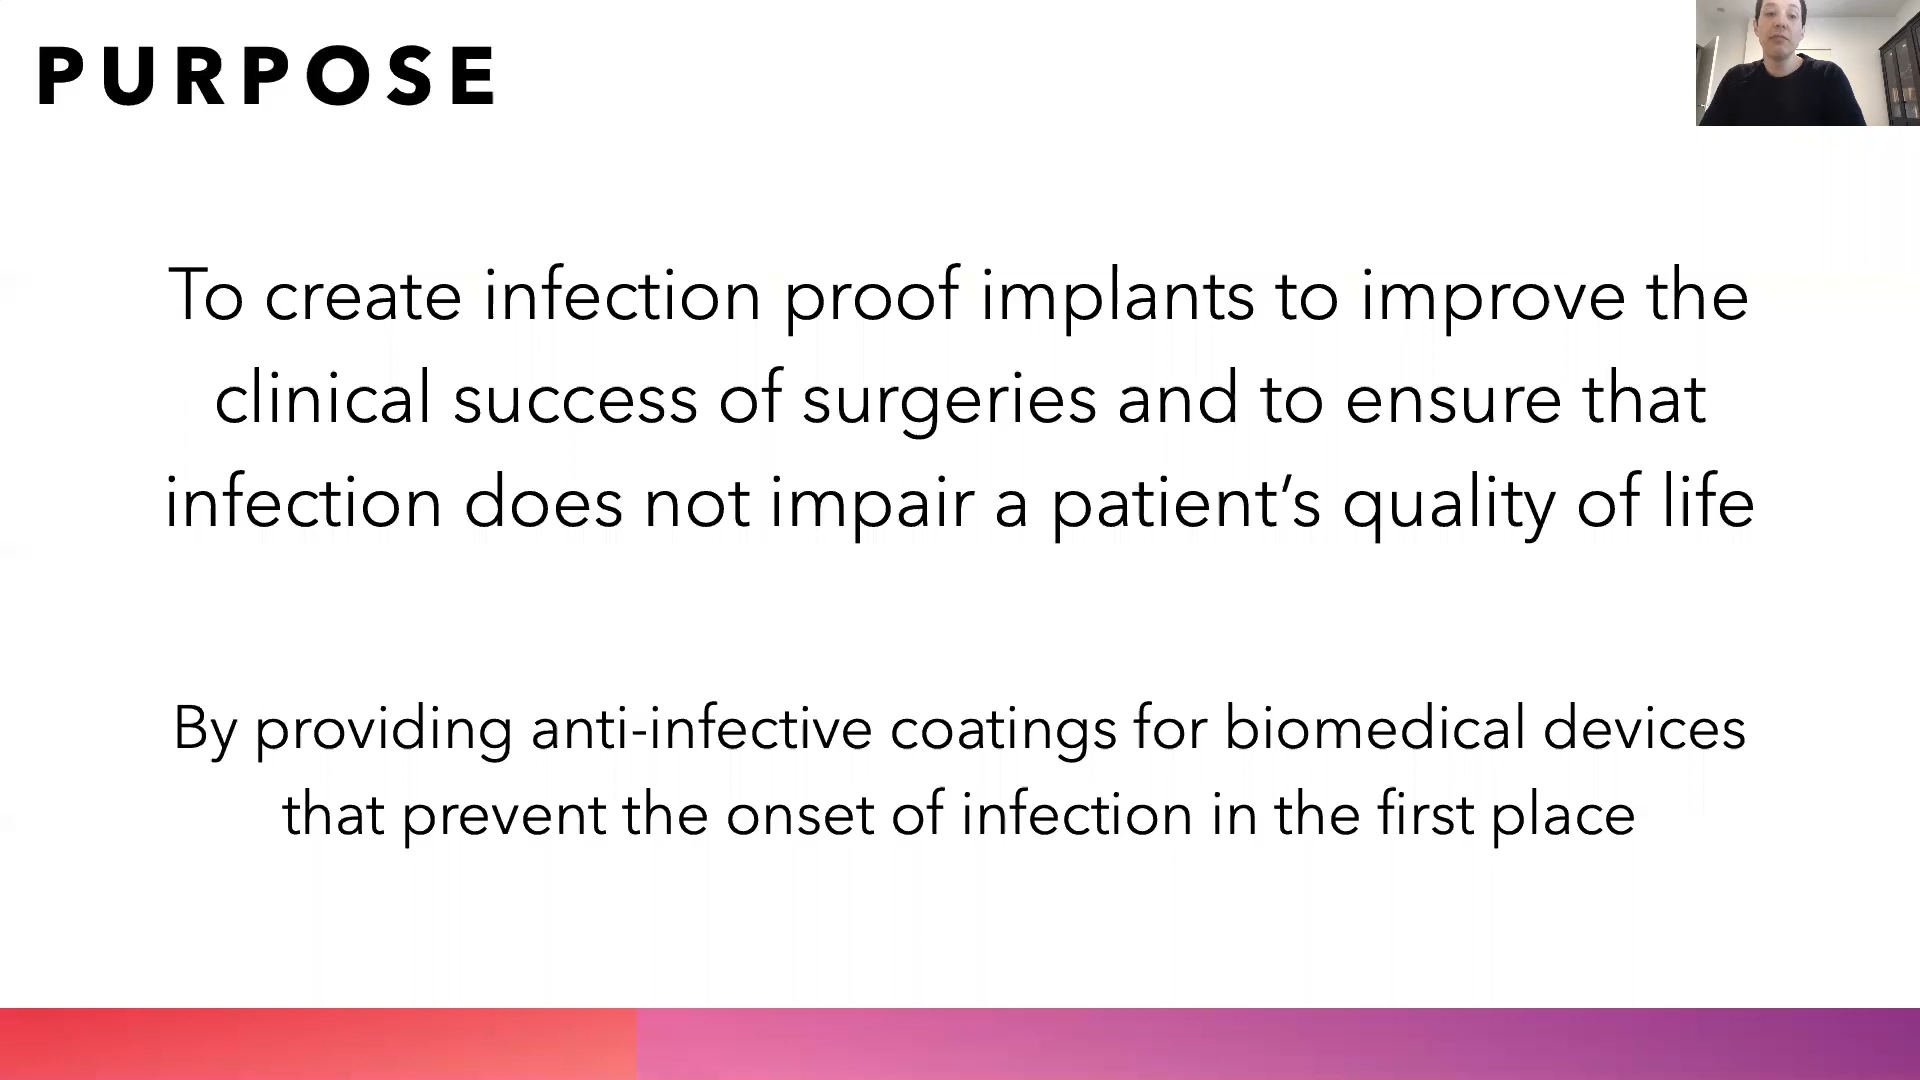 PURPOSE
To create infection proof implants to improve the
clinical success of surgeries and to ensure that
infection does not impair a patient’s quality of life
By providing anti-infective coatings for biomedical devices
that prevent the onset of infection in the first place